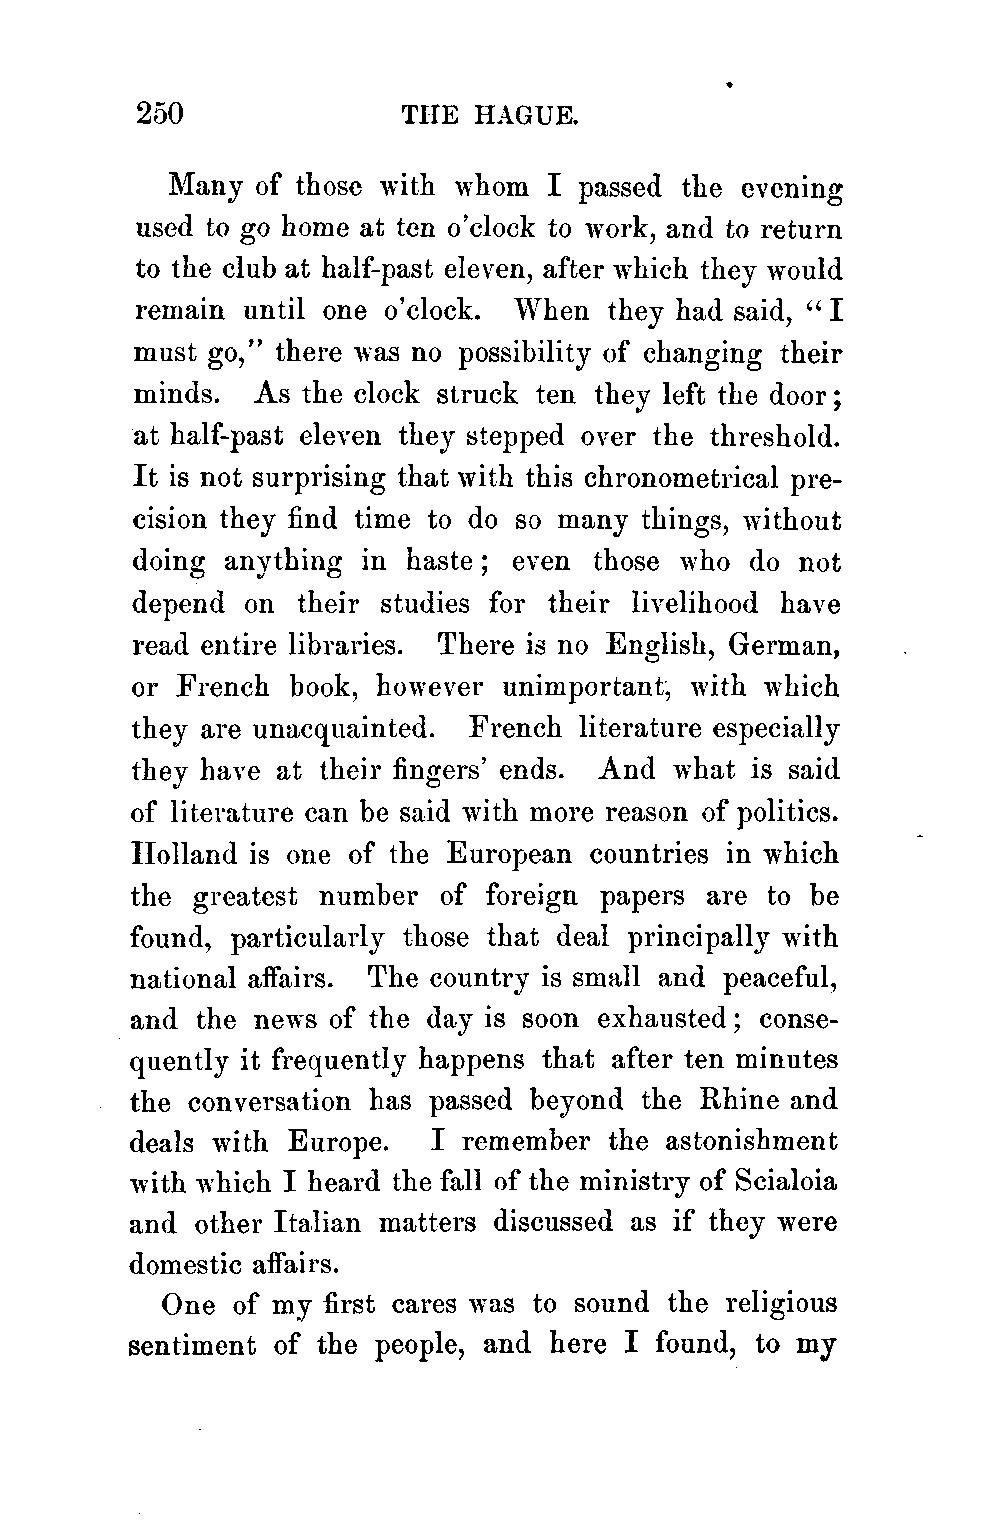 250 THE HAGUE.
Many of those with whom I passed the evening
used to go home at ten o'clock to work, and to return
to the club at half-past eleven, after which they would
remain until one o'clock. When they had said, "I
must go," there was no possibility of changing their
minds. As the clock struck ten they left the door;
at half-past eleven they stepped over the threshold.
It is not surprising that with this chronometrical pre-
cision they find time to do so many things, without
doing anything in haste; even those who do not
depend on their studies for their livelihood have
read entire libraries. There is no English, German,
or French book, however unimportant, with which
they are unacquainted. French literature especially
they have at their fingers' ends. And what is said
of literature can be said with more reason of politics.
Holland is one of the European countries in which
the greatest number of foreign papers are to be
found, particularly those that deal principally with
national affairs. The country is small and peaceful,
and the news of the day is soon exhausted; conse-
quently it frequently happens that after ten minutes
the conversation has passed beyond the Rhine and
deals with Europe. I remember the astonishment
with which I heard the fall of the ministry of Scialoia
and other Italian matters discussed as if they were
domestic affairs.
One of my first cares was to sound the religious
sentiment of the people, and here I found, to my